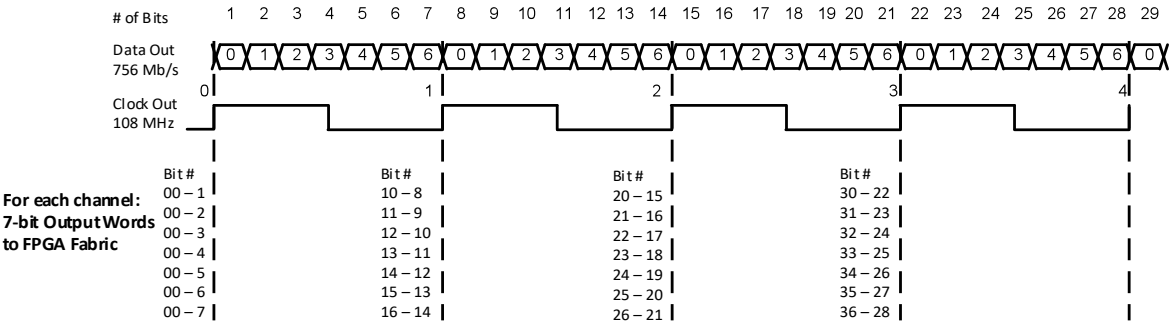 # of Bits 1 2 3 4 5 6 7 8 9 10 11 12 13 14 15 16 17 18 19 20 21 22 23 24 25 26 27 28 29
Data Out 0 1 2 3 4 5 6 0 1 2 3 4 5 6 0 1 2 3 4 5 6 0 1 2 3 4 5 6 0
756 Mb/s
0 1 2 3 4
Clock Out
108 MHz
Bit # Bit # Bit # Bit #
00 – 1 10 – 8 20 – 15 30 – 22
For each channel: 00 – 2 11 – 9 21 – 16 31 – 23
7-bit Output Words 00 – 3 12 – 10 22 – 17 32 – 24
to FPGA Fabric 00 – 4 13 – 11 23 – 18 33 – 25
00 – 5 14 – 12 24 – 19 34 – 26
00 – 6 15 – 13 25 – 20 35 – 27
00 – 7 16 – 14 26 – 21 36 – 28